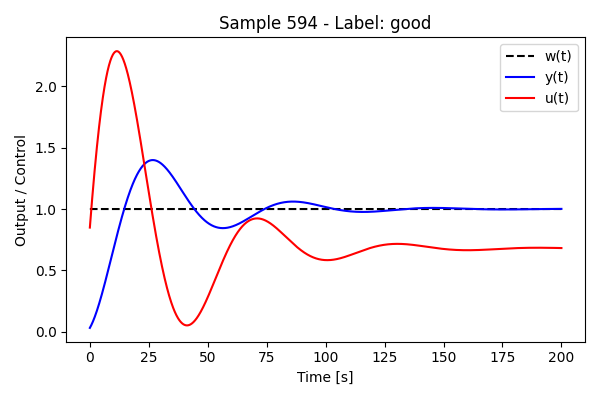 Sample 594 - Label: good
Output / Control
2.0
1.5
1.0
0.5
0.0
w(t)
y(t)
u(t)
0 25 50 75 100 125 150 175 200
Time [s]